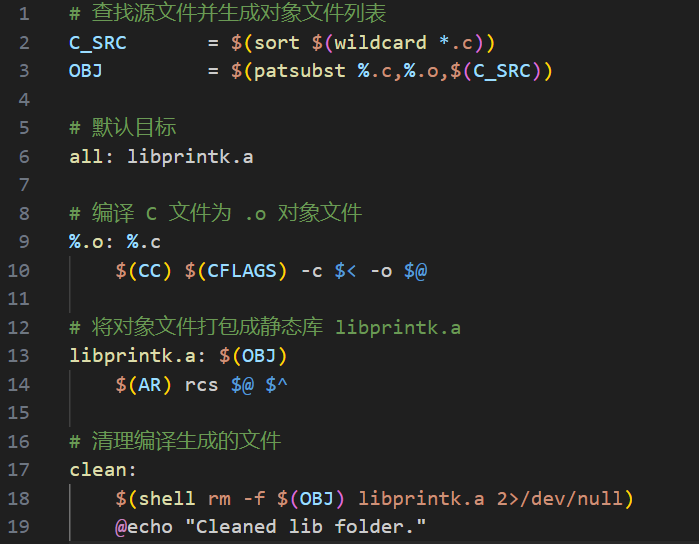 1 # 查找源文件并生成对象文件列表
2 C_SRC = $(sort $(wildcard *.c))
3 OBJ = $(patsubst %.c,%.o,$(C_SRC))
4
5 # 默认目标
6 all: libprintk.a
7
8 # 编译 C 文件为 .o 对象文件
9 %.o: %.c
10 $(CC) $(CFLAGS) -c $< -o $@
11
12 # 将对象文件打包成静态库 libprintk.a
13 libprintk.a: $(OBJ)
14 $(AR) rcs $@ $^
15
16 # 清理编译生成的文件
17 clean:
18 $(shell rm -f $(OBJ) libprintk.a 2>/dev/null)
19 @echo "Cleaned lib folder."